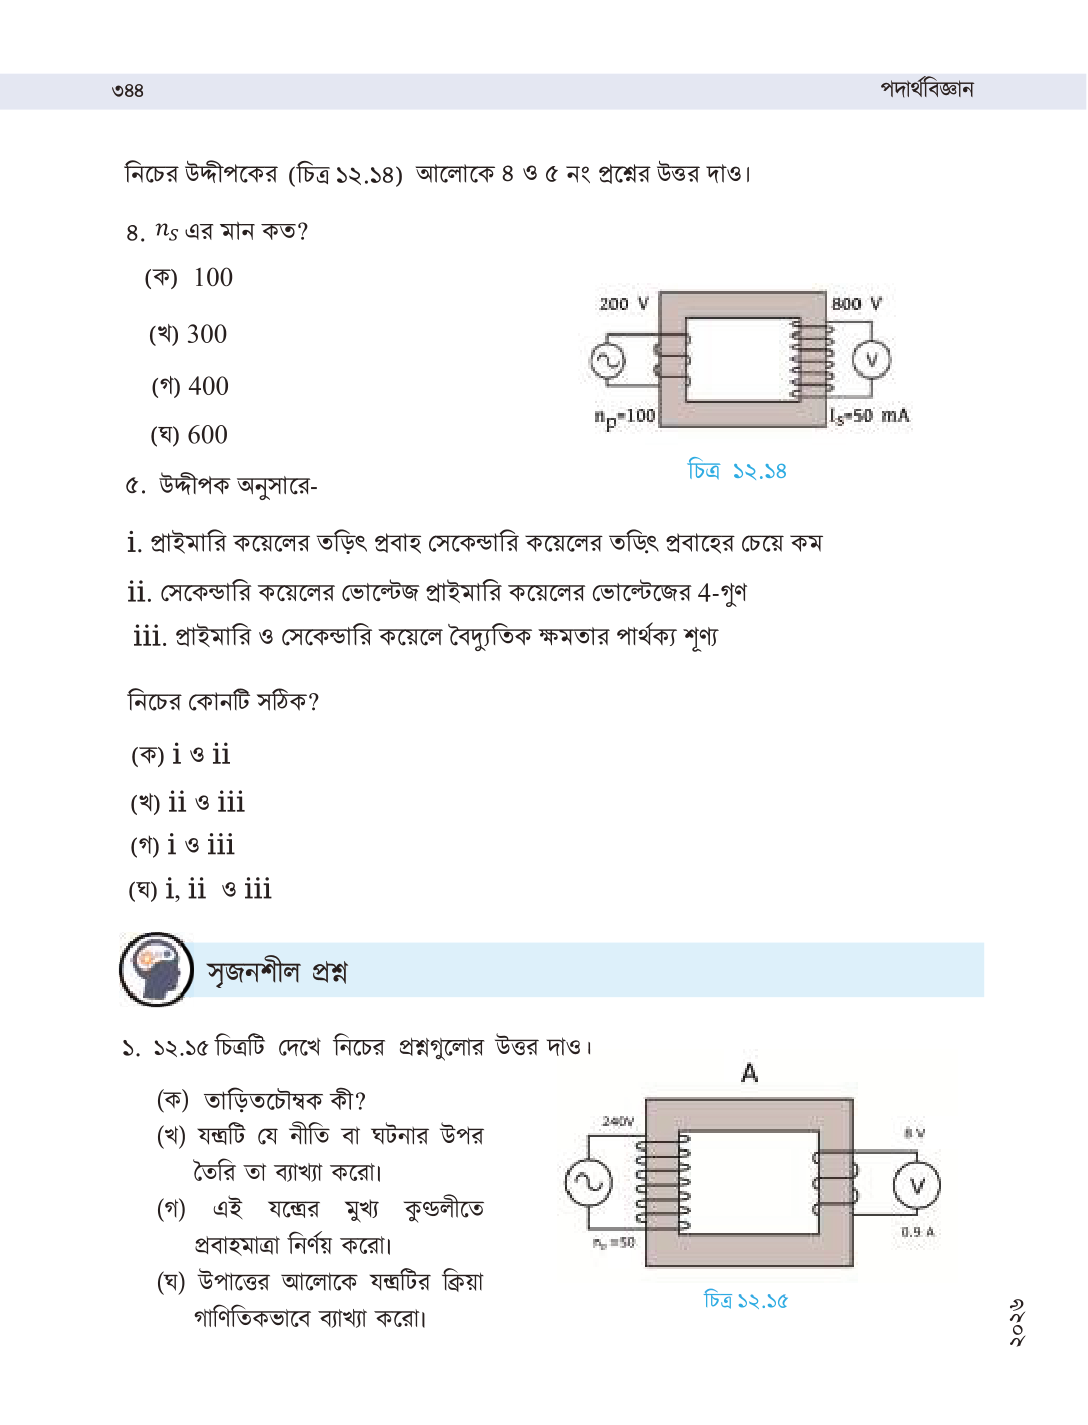 ৩৪৪
পদার্থবিজ্ঞান
নিচের উদ্দীপকের (চিত্র ১২.১৪) আলোকে ৪ ও ৫ নং প্রশ্নের উত্তর দাও।
৪. nS এর মান কত?
(ক) 100
(খ) 300
(গ) 400
(ঘ) 600
200 V
800 V
V
np=100
Is=50 mA
চিত্র ১২.১৪
৫. উদ্দীপক অনুসারে-
i. প্রাইমারি কয়েলের তড়িৎ প্রবাহ সেকেন্ডারি কয়েলের তড়িৎ প্রবাহের চেয়ে কম
ii. সেকেন্ডারি কয়েলের ভোল্টেজ প্রাইমারি কয়েলের ভোল্টেজের 4-গুণ
iii. প্রাইমারি ও সেকেন্ডারি কয়েলে বৈদ্যুতিক ক্ষমতার পার্থক্য শূণ্য
নিচের কোনটি সঠিক?
(ক) i ও ii
(খ) ii ও iii
(গ) i ও iii
(ঘ) i, ii ও iii
সৃজনশীল প্রশ্ন
১. ১২.১৫ চিত্রটি দেখে নিচের প্রশ্নগুলোর উত্তর দাও।
(ক) তাড়িতচৌম্বক কী?
(খ) যন্ত্রটি যে নীতি বা ঘটনার উপর
তৈরি তা ব্যাখ্যা করো।
(গ) এই যন্ত্রের মুখ্য কুণ্ডলীতে
প্রবাহমাত্রা নির্ণয় করো।
(ঘ) উপাত্তের আলোকে যন্ত্রটির ক্রিয়া
গাণিতিকভাবে ব্যাখ্যা করো।
A
240V
8 V
V
np=50
0.9 A
চিত্র ১২.১৫
২০২৬